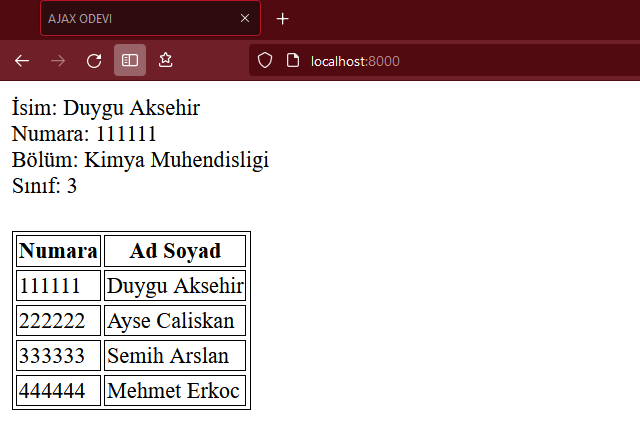 AJAX ODEVI
localhost:8000
İsim: Duygu Aksehir
Numara: 111111
Bölüm: Kimya Muhendisligi
Sınıf: 3
Numara Ad Soyad
111111 Duygu Aksehir
222222 Ayse Caliskan
333333 Semih Arslan
444444 Mehmet Erkoc